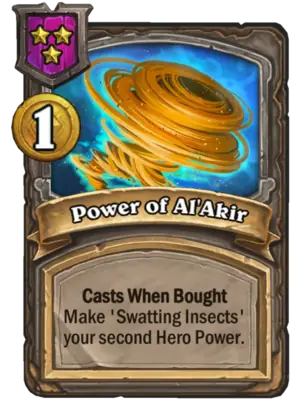 1
Power of Al'Akir
Casts When Bought
Make 'Swatting Insects'
your second Hero Power.